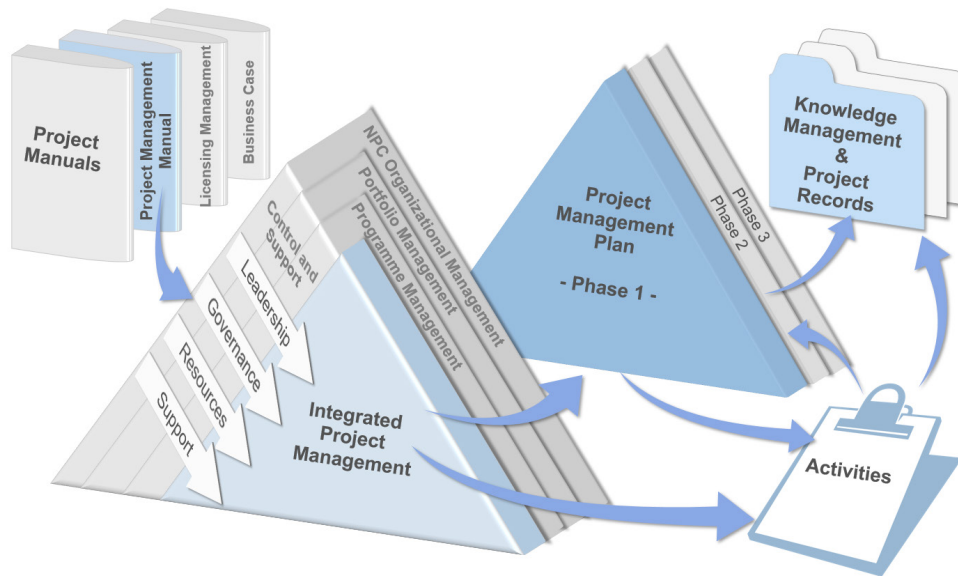 Project
Manuals
Project Management
Manual
Licensing Management
Business Case
Control and
Support
NPC Organizational Management
Portfolio Management
Programme Management
Leadership
Governance
Resources
Support
Integrated
Project
Management
Project
Management
Plan
- Phase 1 -
Phase 2
Phase 3
Knowledge
Management
&
Project
Records
Activities